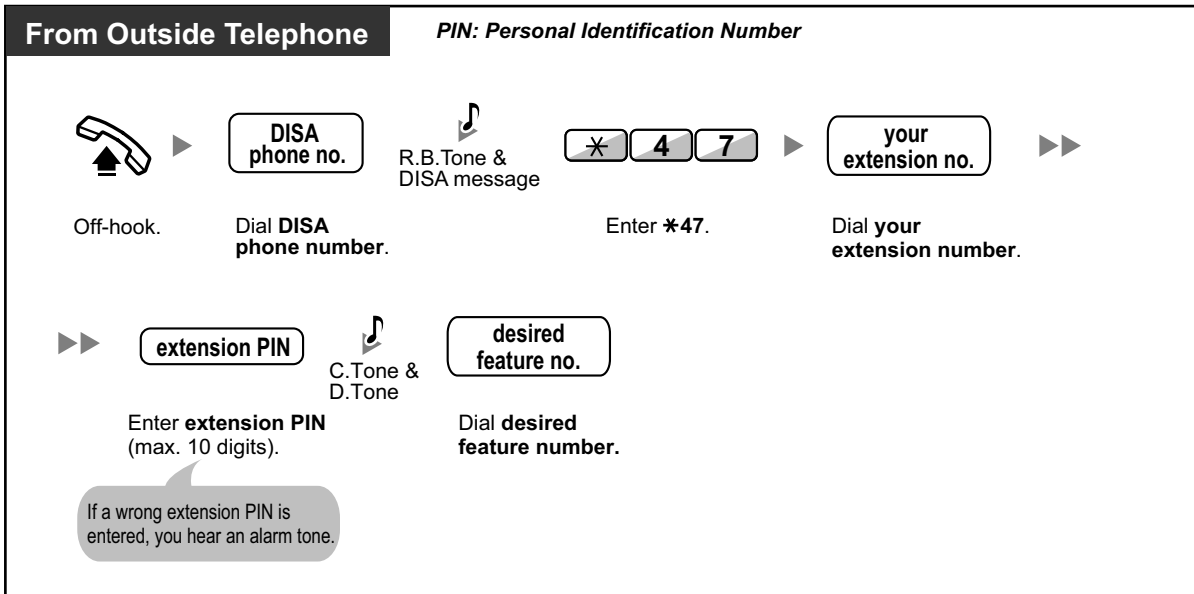 From Outside Telephone
PIN: Personal Identification Number
DISA
phone no.
R.B.Tone &
DISA message
✳ 4 7
your
extension no.
Off-hook.
Dial DISA
phone number.
Enter ✳47.
Dial your
extension number.
extension PIN
C.Tone &
D.Tone
desired
feature no.
Enter extension PIN
(max. 10 digits).
Dial desired
feature number.
If a wrong extension PIN is
entered, you hear an alarm tone.